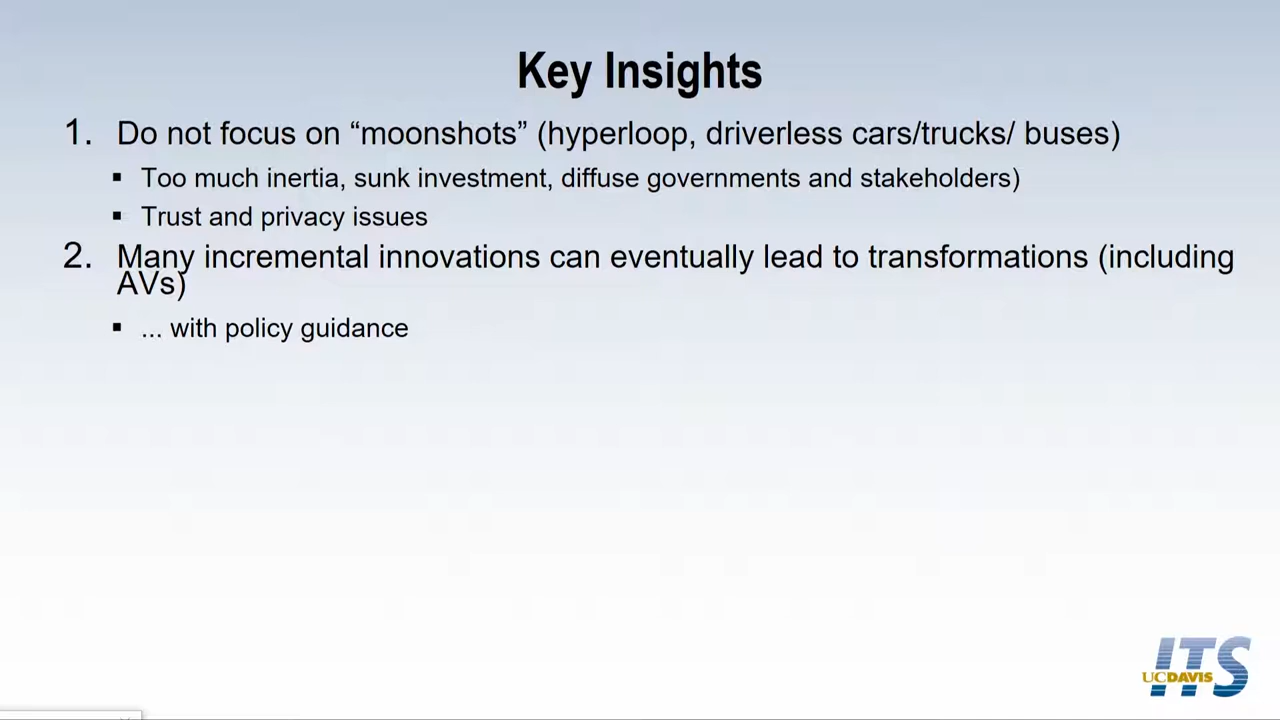 Key Insights
1. Do not focus on “moonshots” (hyperloop, driverless cars/trucks/ buses)
▪ Too much inertia, sunk investment, diffuse governments and stakeholders)
▪ Trust and privacy issues
2. Many incremental innovations can eventually lead to transformations (including
AVs)
▪ ... with policy guidance
ITS
UCDAVIS